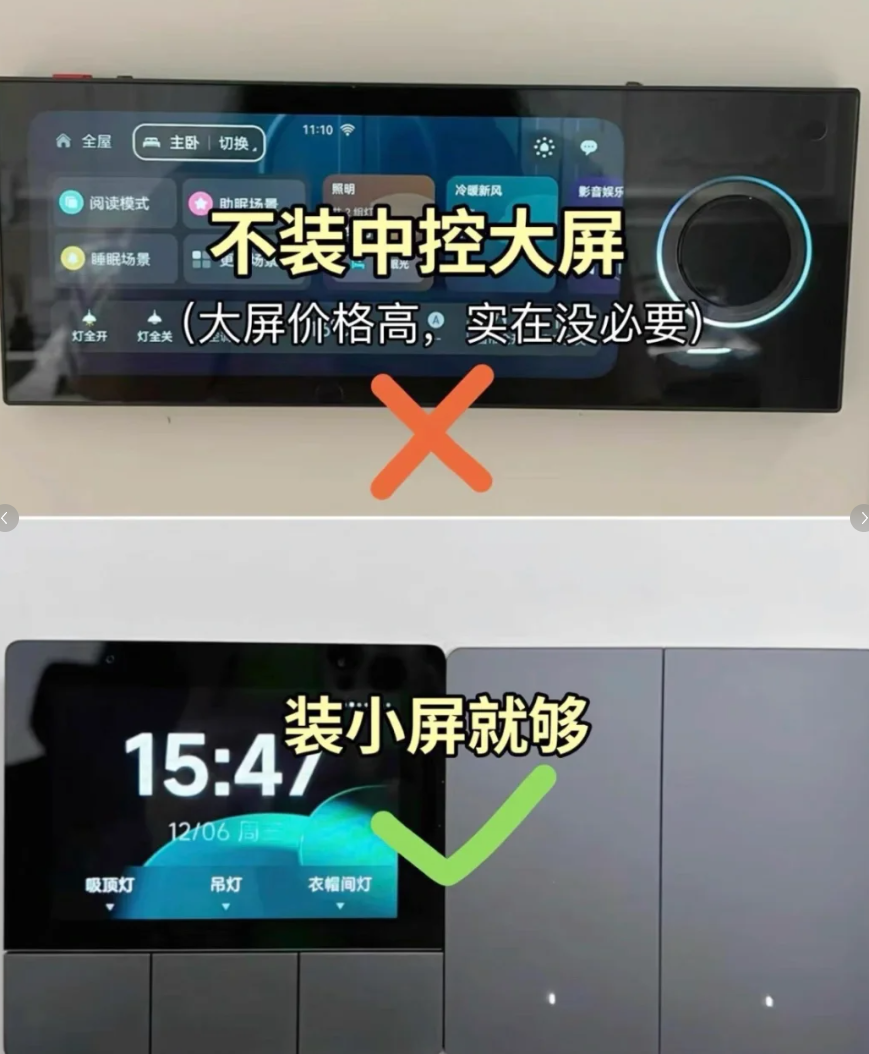 全屋
主卧 切换
11:10
阅读模式
助眠场景
照明
冷暖新风
影音娱乐
不装中控大屏
睡眠场景
灯全开
灯全关
(大屏价格高，实在没必要)
装小屏就够
15:47
12/06 周
吸顶灯
吊灯
衣帽间灯